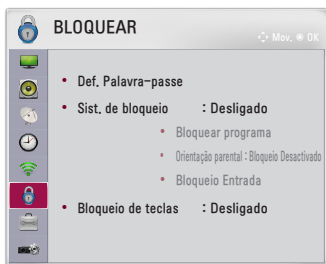 BLOQUEAR
Mov. OK
• Def. Palavra-passe
• Sist. de bloqueio : Desligado
• Bloquear programa
• Orientação parental : Bloqueio Desactivado
• Bloqueio Entrada
• Bloqueio de teclas : Desligado